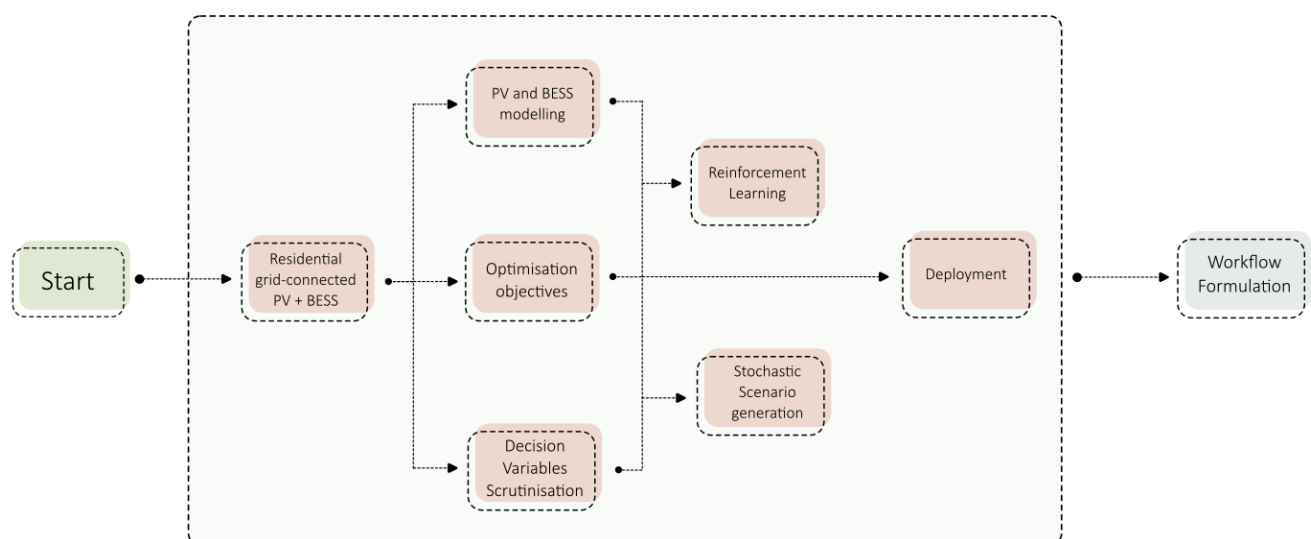 Start
Residential
grid-connected
PV + BESS
PV and BESS
modelling
Optimisation
objectives
Decision
Variables
Scrutinisation
Reinforcement
Learning
Stochastic
Scenario
generation
Deployment
Workflow
Formulation